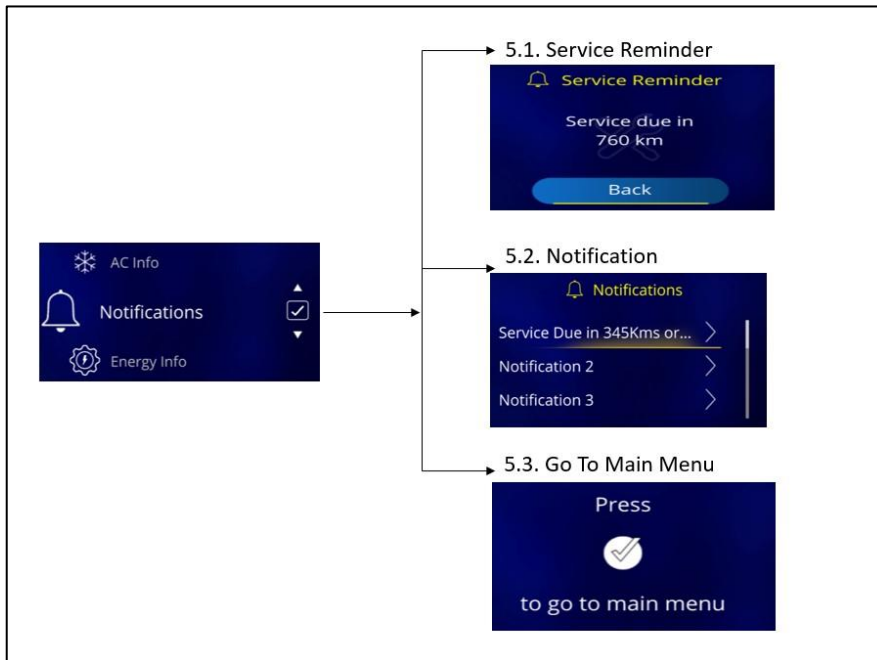 5.1. Service Reminder
Service Reminder
Service due in
760 km
Back
AC Info
Notifications
Energy Info
5.2. Notification
Notifications
Service Due in 345Kms or...
Notification 2
Notification 3
5.3. Go To Main Menu
Press
to go to main menu